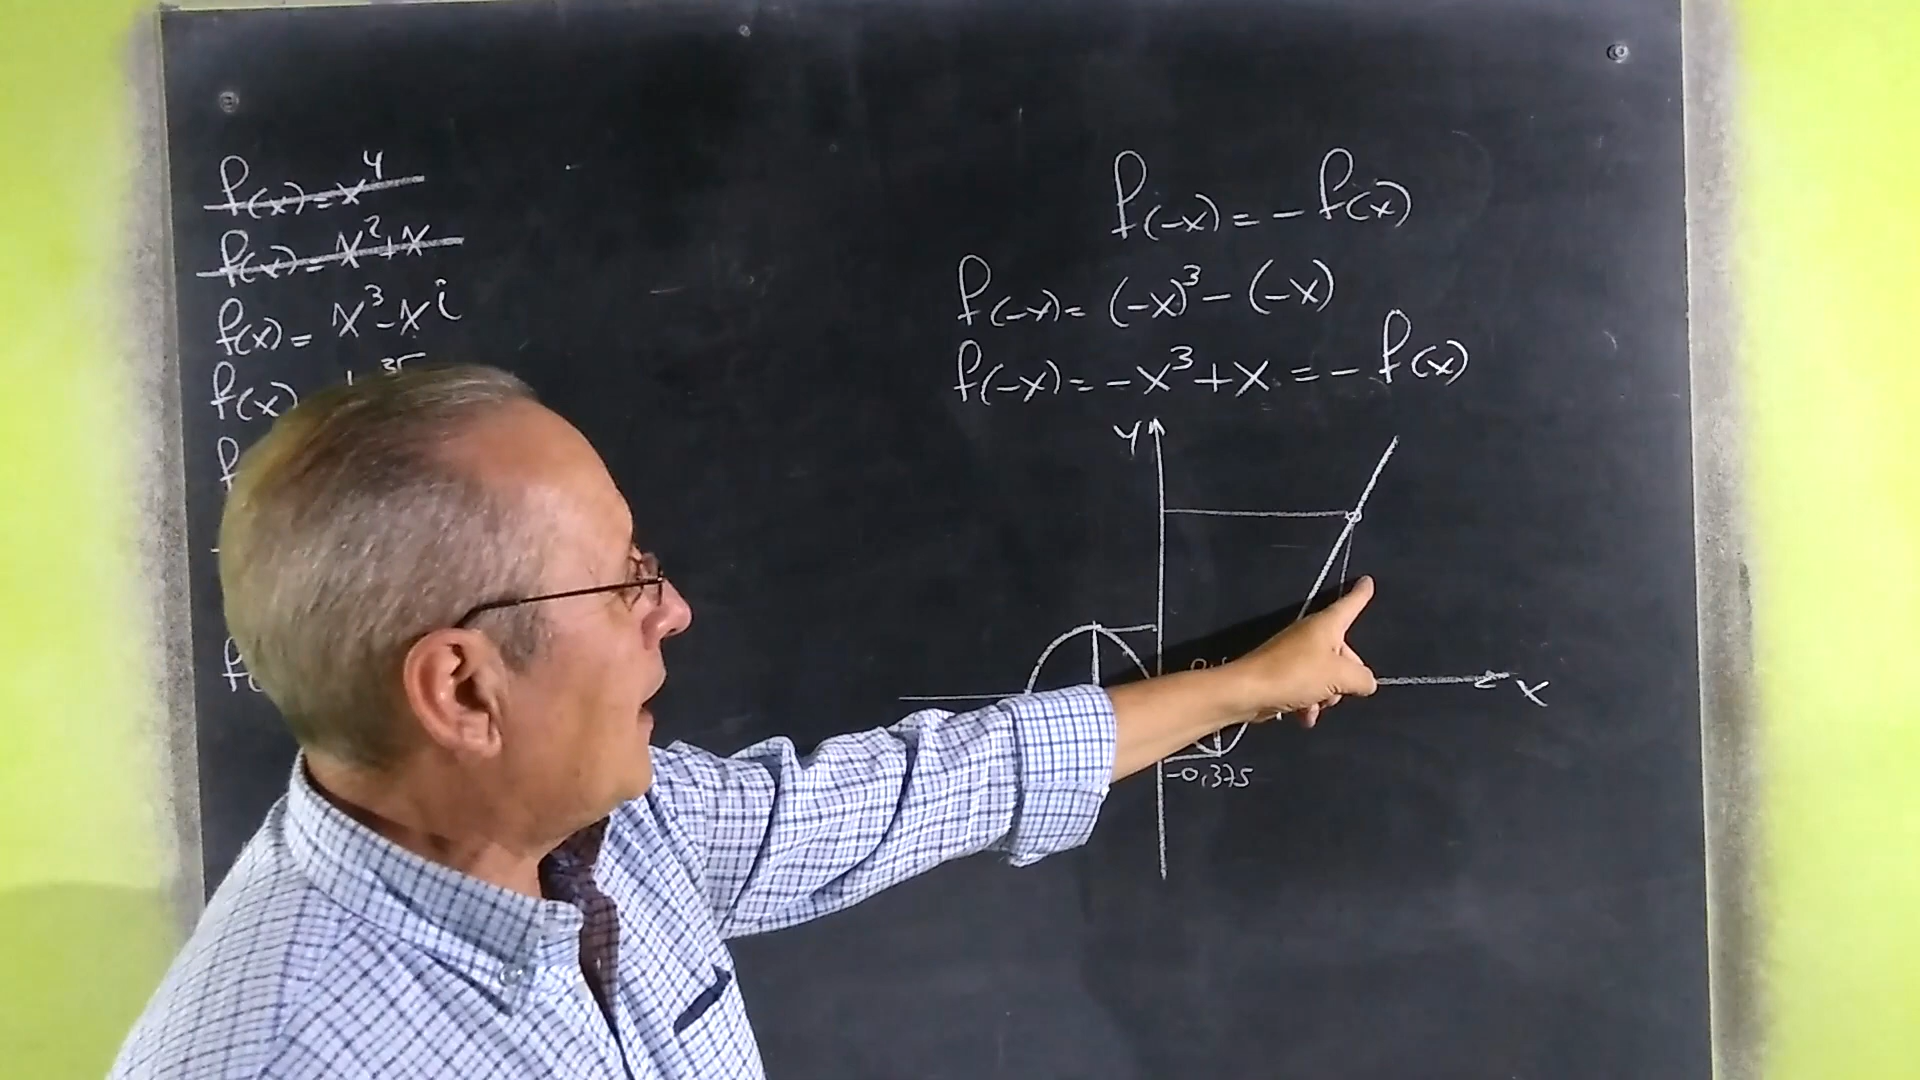 f(x)=x⁴
f(x)=x²+x
f(x)=x³-x i
f(x)
f
f(-x)=-f(x)
f(-x)=(-x)³-(-x)
f(-x)=-x³+x=-f(x)
y
x
-0,375